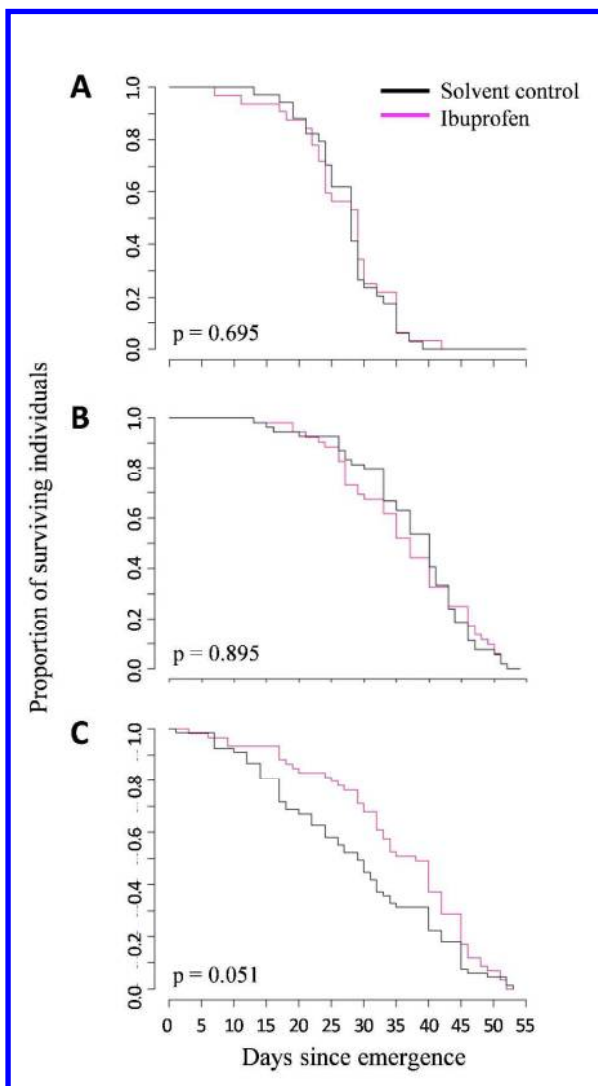 A
Solvent control
Ibuprofen
1.0
0.8
0.6
0.4
0.2
0.0
p = 0.695
B
1.0
0.8
0.6
0.4
0.2
0.0
p = 0.895
C
1.0
0.8
0.6
0.4
0.2
0.0
p = 0.051
Proportion of surviving individuals
0 5 10 15 20 25 30 35 40 45 50 55
Days since emergence